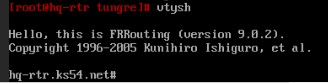 [root@hq-rtr tungrel]# vtysh
Hello, this is FRRouting (version 9.0.2).
Copyright 1996-2005 Kunihiro Ishiguro, et al.
hq-rtr.ks54.net#